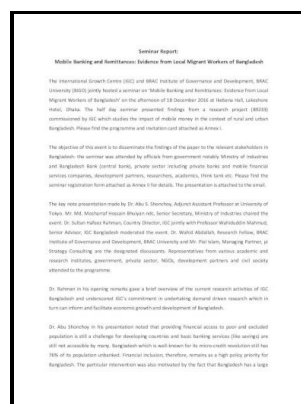 Seminar Report:
Mobile Banking and Remittances: Evidence from Local Migrant Workers of Bangladesh
The International Growth Centre (IGC) and BRAC Institute of Governance and Development, BRAC
University (BIGD) jointly hosted a seminar on 'Mobile Banking and Remittances: Evidence from Local
Migrant Workers of Bangladesh' on the afternoon of 18 December 2016 at Habana Hall, Lakeshore
Hotel, Dhaka. The half day seminar presented findings from a research project
commissioned by IGC which studies the impact of mobile money in the context of rural and urban
Bangladesh. Please find the programme and invitation card attached as Annex I.
The objective of this event is to disseminate the findings of the paper to the relevant stakeholders in
Bangladesh. the seminar was attended by officials from government notably Ministry of Industries
and Bangladesh Bank (central bank), private sector including private banks and mobile financial
services companies, development partners, researchers, academics, think tank etc. Please find the
seminar registration form attached as Annex II for details. The presentation is attached to the email.
The key note presentation made by Dr. Abu S. Shonchoy, Adjunct Assistant Professor at University of
Tokyo. Mr. Md. Mosharraf Hossain Bhuiyan ndc, Senior Secretary, Ministry of Industries chaired the
event. Dr. Sultan Hafeez Rahman, Country Director, IGC jointly with Professor Wahiduddin Mahmud,
Senior Advisor, IGC Bangladesh moderated the event. Dr. Wahid Abdallah, Research Fellow, BRAC
Institute of Governance and Development, BRAC University and Mr. Pial Islam, Managing Partner, pi
Strategy Consulting are the designated discussants. Representatives from various academic and
research institutes, government, private sector, NGOs, development partners and civil society
attended to the programme.
Dr. Rahman in his opening remarks gave a brief overview of the current research activities of IGC
Bangladesh and underscored IGC's commitment in undertaking demand driven research which in
turn can inform and facilitate economic growth and development of Bangladesh.
Dr. Abu Shonchoy in his presentation noted that providing financial access to poor and excluded
population is still a challenge for developing countries and basic banking services (like savings) are
still not accessible by many. Bangladesh which is well-known for its micro-credit revolution still has
76% of its population unbanked. Financial inclusion, therefore, remains as a high policy priority for
Bangladesh. The particular intervention was also motivated by the fact that Bangladesh has a large